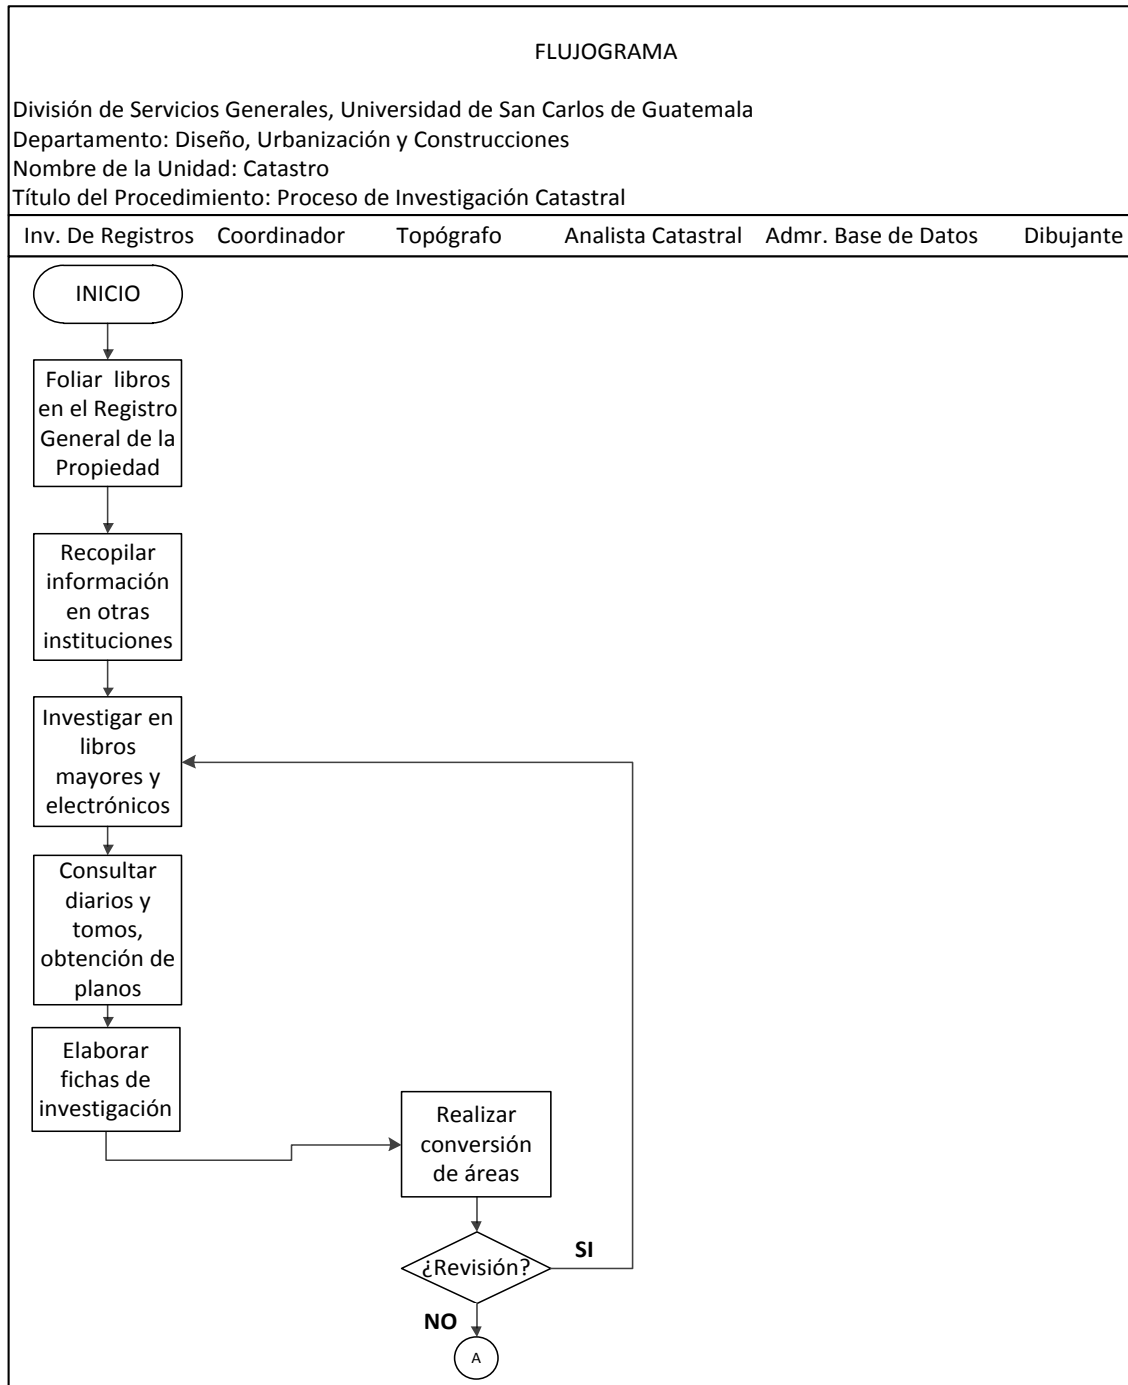 FLUJOGRAMA
División de Servicios Generales, Universidad de San Carlos de Guatemala
Departamento: Diseño, Urbanización y Construcciones
Nombre de la Unidad: Catastro
Título del Procedimiento: Proceso de Investigación Catastral
Inv. De Registros Coordinador Topógrafo Analista Catastral Admr. Base de Datos Dibujante
INICIO
Foliar libros
en el Registro
General de la
Propiedad
Recopilar
información
en otras
instituciones
Investigar en
libros
mayores y
electrónicos
Consultar
diarios y
tomos,
obtención de
planos
Elaborar
fichas de
investigación
Realizar
conversión
de áreas
¿Revisión?
SI
NO
A